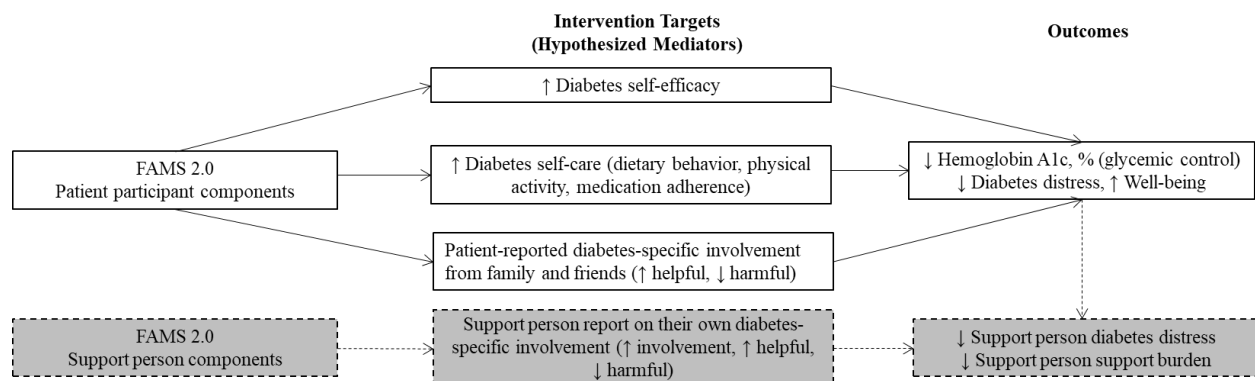 Intervention Targets
(Hypothesized Mediators)
Outcomes
↑ Diabetes self-efficacy
FAMS 2.0
Patient participant components
↑ Diabetes self-care (dietary behavior, physical
activity, medication adherence)
↓ Hemoglobin A1c, % (glycemic control)
↓ Diabetes distress, ↑ Well-being
Patient-reported diabetes-specific involvement
from family and friends (↑ helpful, ↓ harmful)
FAMS 2.0
Support person components
Support person report on their own diabetes-
specific involvement (↑ involvement, ↑ helpful,
↓ harmful)
↓ Support person diabetes distress
↓ Support person support burden